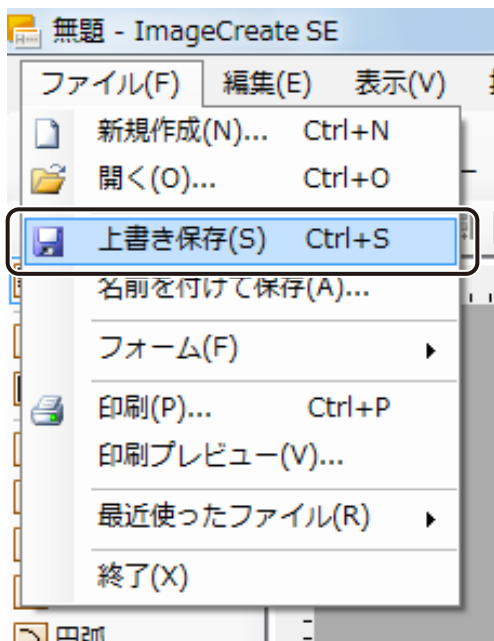 無題 - ImageCreate SE
ファイル(F) 編集(E) 表示(V)
新規作成(N)... Ctrl+N
開く(O)... Ctrl+O
上書き保存(S) Ctrl+S
名前を付けて保存(A)...
フォーム(F)
印刷(P)... Ctrl+P
印刷プレビュー(V)...
最近使ったファイル(R)
終了(X)
円弧